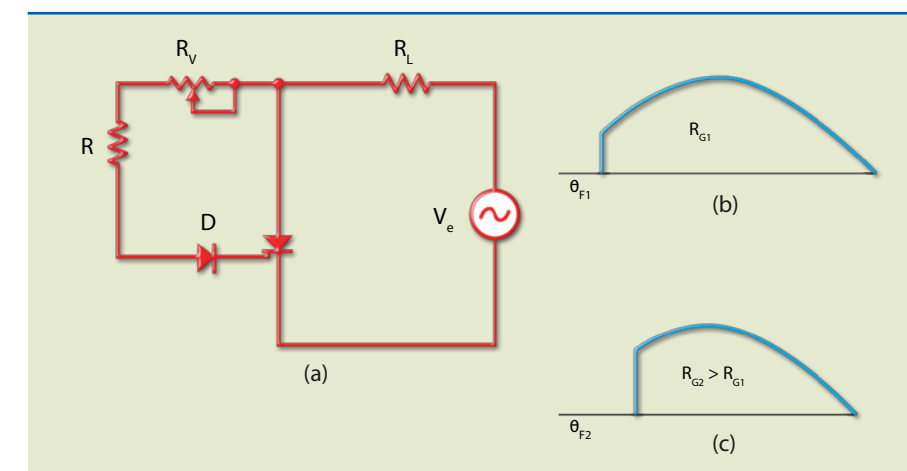 R_V
R_L
R
D
V_e
(a)
R_G1
θ_F1
(b)
R_G2 > R_G1
θ_F2
(c)